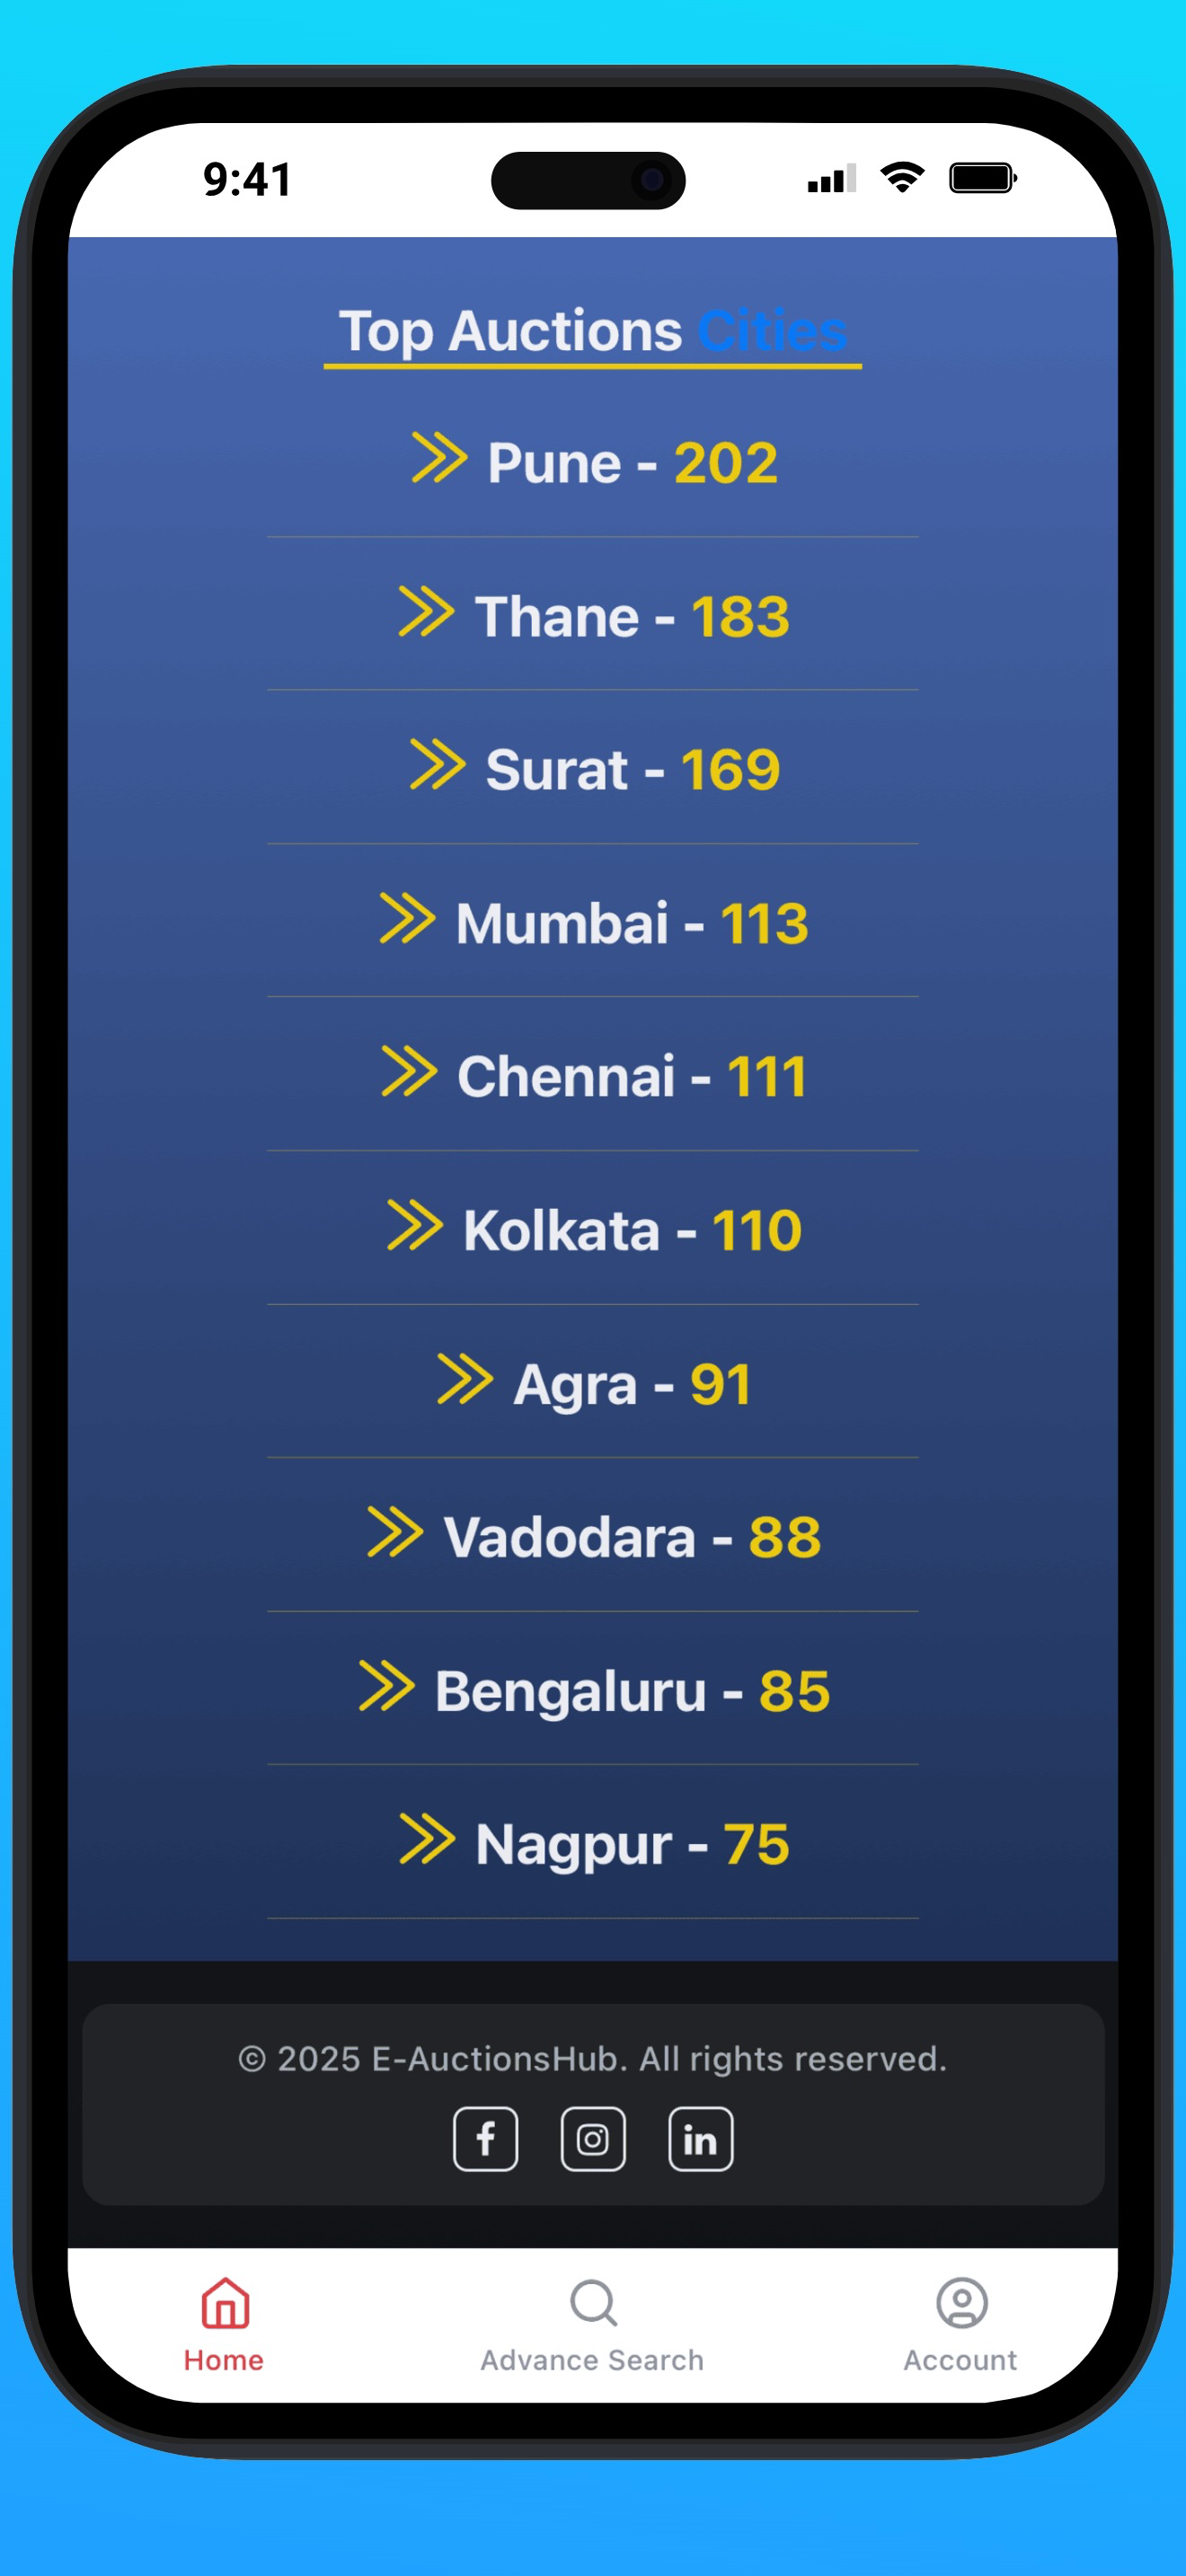 9:41
Top Auctions Cities
Pune - 202
Thane - 183
Surat - 169
Mumbai - 113
Chennai - 111
Kolkata - 110
Agra - 91
Vadodara - 88
Bengaluru - 85
Nagpur - 75
© 2025 E-AuctionsHub. All rights reserved.
Home Advance Search Account